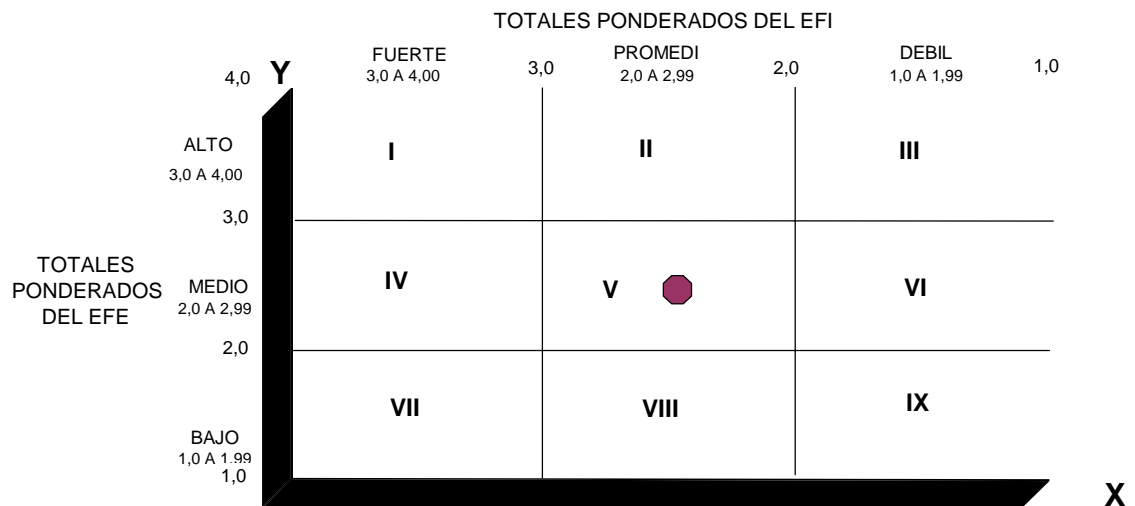 TOTALES PONDERADOS DEL EFI
4,0 Y FUERTE 3,0 PROMEDI 2,0 DEBIL 1,0
3,0 A 4,00 2,0 A 2,99 1,0 A 1,99
ALTO I II III
3,0 A 4,00
3,0
TOTALES
PONDERADOS
DEL EFE
MEDIO IV V VI
2,0 A 2,99
2,0
VII VIII IX
BAJO
1,0 A 1,99
1,0
X